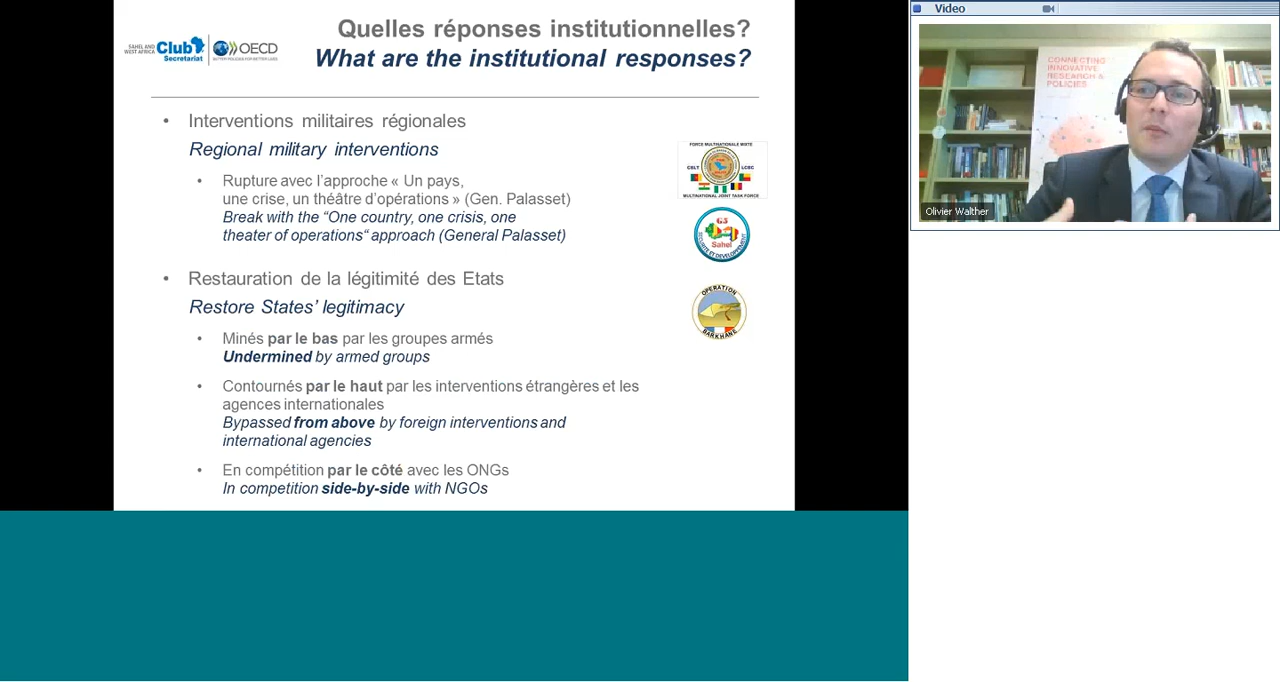 Quelles réponses institutionnelles?
What are the institutional responses?
SAHEL AND
WEST AFRICA
Club
Secretariat
OECD
BETTER POLICIES FOR BETTER LIVES
• Interventions militaires régionales
Regional military interventions
• Rupture avec l’approche « Un pays,
une crise, un théâtre d’opérations » (Gen. Palasset)
Break with the “One country, one crisis, one
theater of operations“ approach (General Palasset)
• Restauration de la légitimité des Etats
Restore States’ legitimacy
• Minés par le bas par les groupes armés
Undermined by armed groups
• Contournés par le haut par les interventions étrangères et les
agences internationales
Bypassed from above by foreign interventions and
international agencies
• En compétition par le côté avec les ONGs
In competition side-by-side with NGOs
FORCE MULTINATIONALE MIXTE
CBLT LCBC
MULTINATIONAL JOINT TASK FORCE
G5
Sahel
SECURITE ET DEVELOPPEMENT
OPERATION
BARKHANE
Video
CONNECTING
INNOVATIVE
RESEARCH &
POLICIES
Olivier Walther